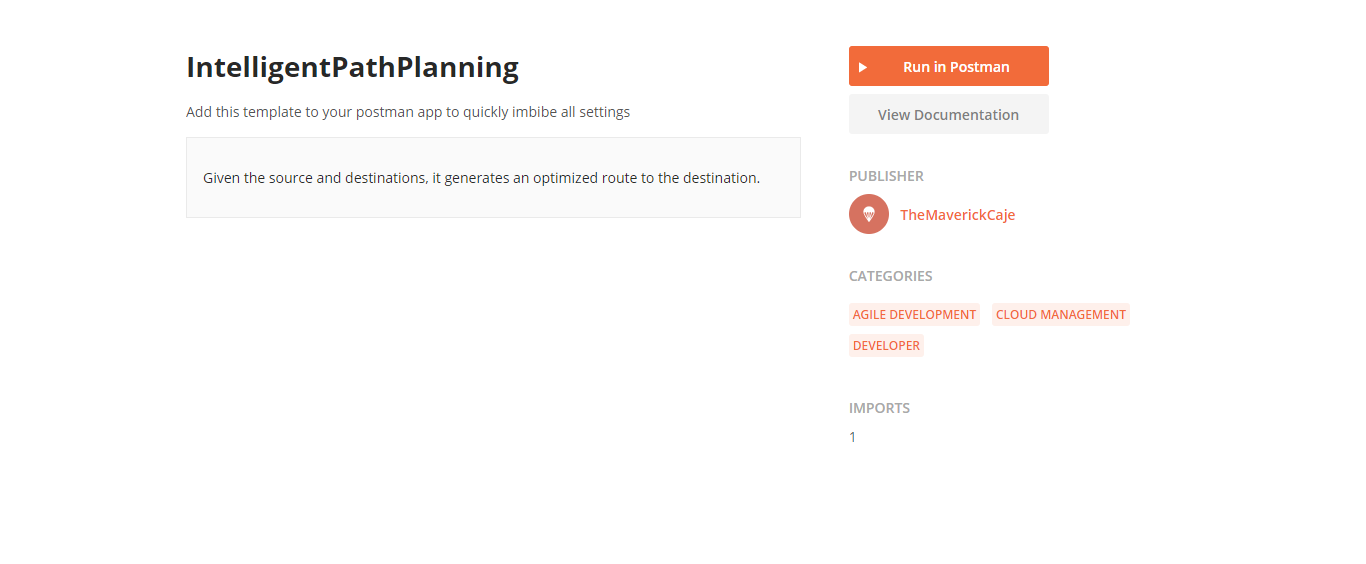 IntelligentPathPlanning
Add this template to your postman app to quickly imbibe all settings
Given the source and destinations, it generates an optimized route to the destination.
Run in Postman
View Documentation
PUBLISHER
TheMaverickCaje
CATEGORIES
AGILE DEVELOPMENT CLOUD MANAGEMENT
DEVELOPER
IMPORTS
1